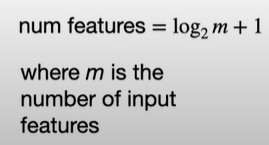 num features = log₂ m + 1
where m is the
number of input
features